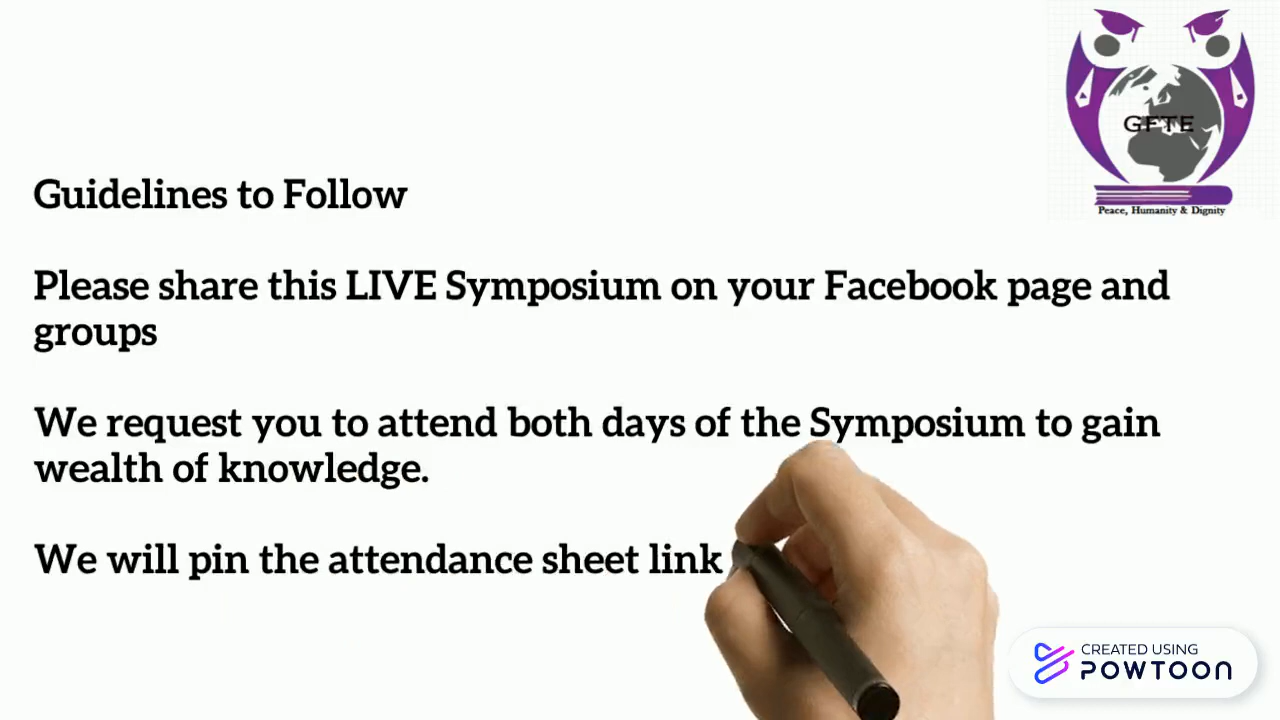 GFTE
Peace, Humanity & Dignity
Guidelines to Follow
Please share this LIVE Symposium on your Facebook page and
groups
We request you to attend both days of the Symposium to gain
wealth of knowledge.
We will pin the attendance sheet link
CREATED USING
POWTOON